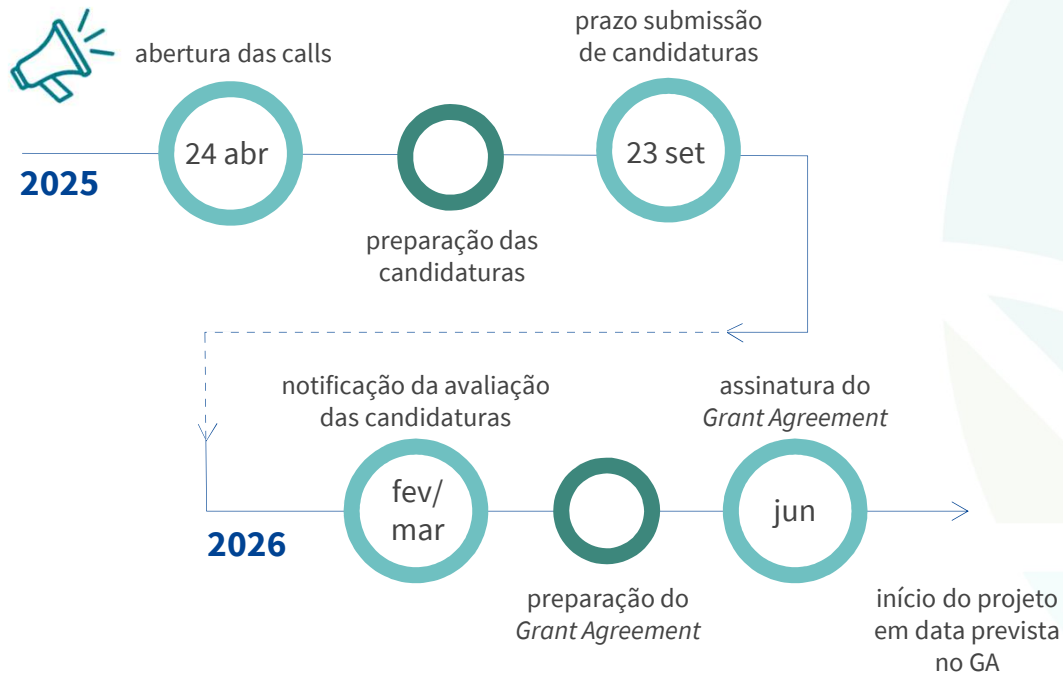 abertura das calls
prazo submissão
de candidaturas
24 abr
23 set
2025
preparação das
candidaturas
notificação da avaliação
das candidaturas
assinatura do
Grant Agreement
fev/
mar
jun
2026
preparação do
Grant Agreement
início do projeto
em data prevista
no GA